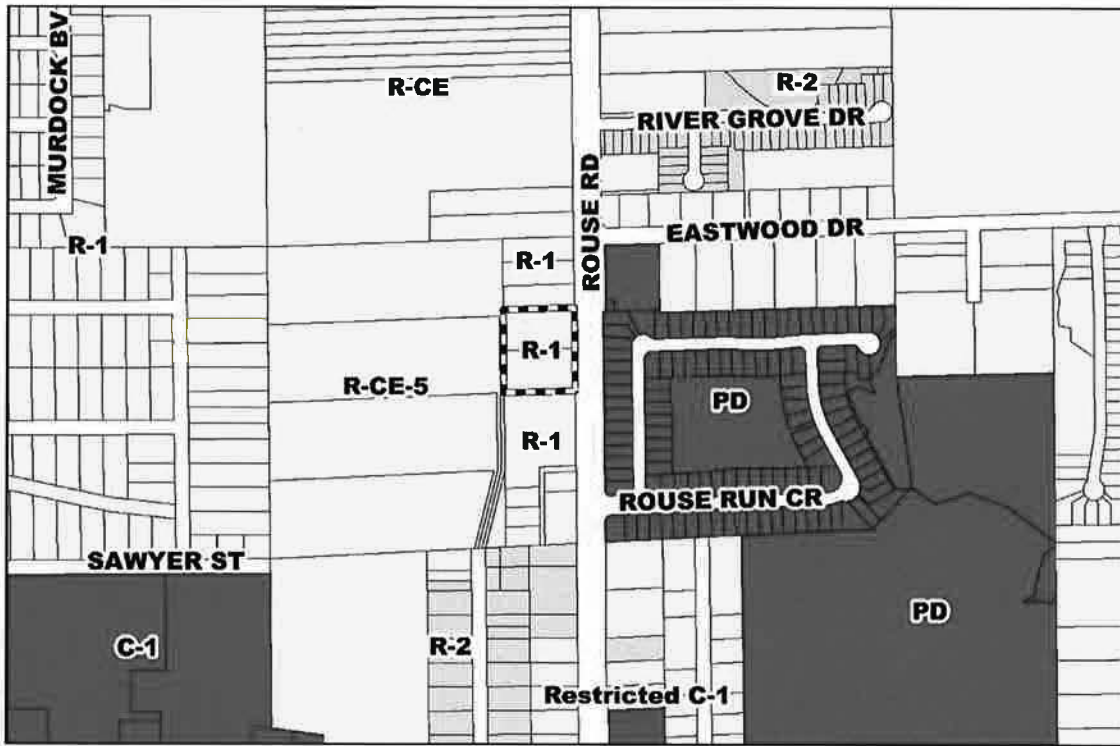 MURDOCK BV
R-CE
R-2
RIVER GROVE DR
ROUSE RD
EASTWOOD DR
R-1
R-1
R-1
R-CE-5
PD
R-1
ROUSE RUN CR
SAWYER ST
PD
C-1
R-2
Restricted C-1